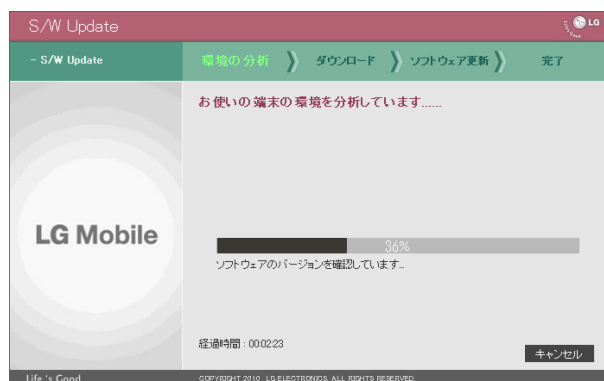 S/W Update
LG
- S/W Update
環境の分析 》 ダウンロード 》 ソフトウェア更新 》 完了
お使いの端末の環境を分析しています......
LG Mobile
36%
ソフトウェアのバージョンを確認しています..
経過時間 : 00:02:23
キャンセル
Life's Good
COPYRIGHT 2010 LG ELECTRONICS. ALL RIGHTS RESERVED.